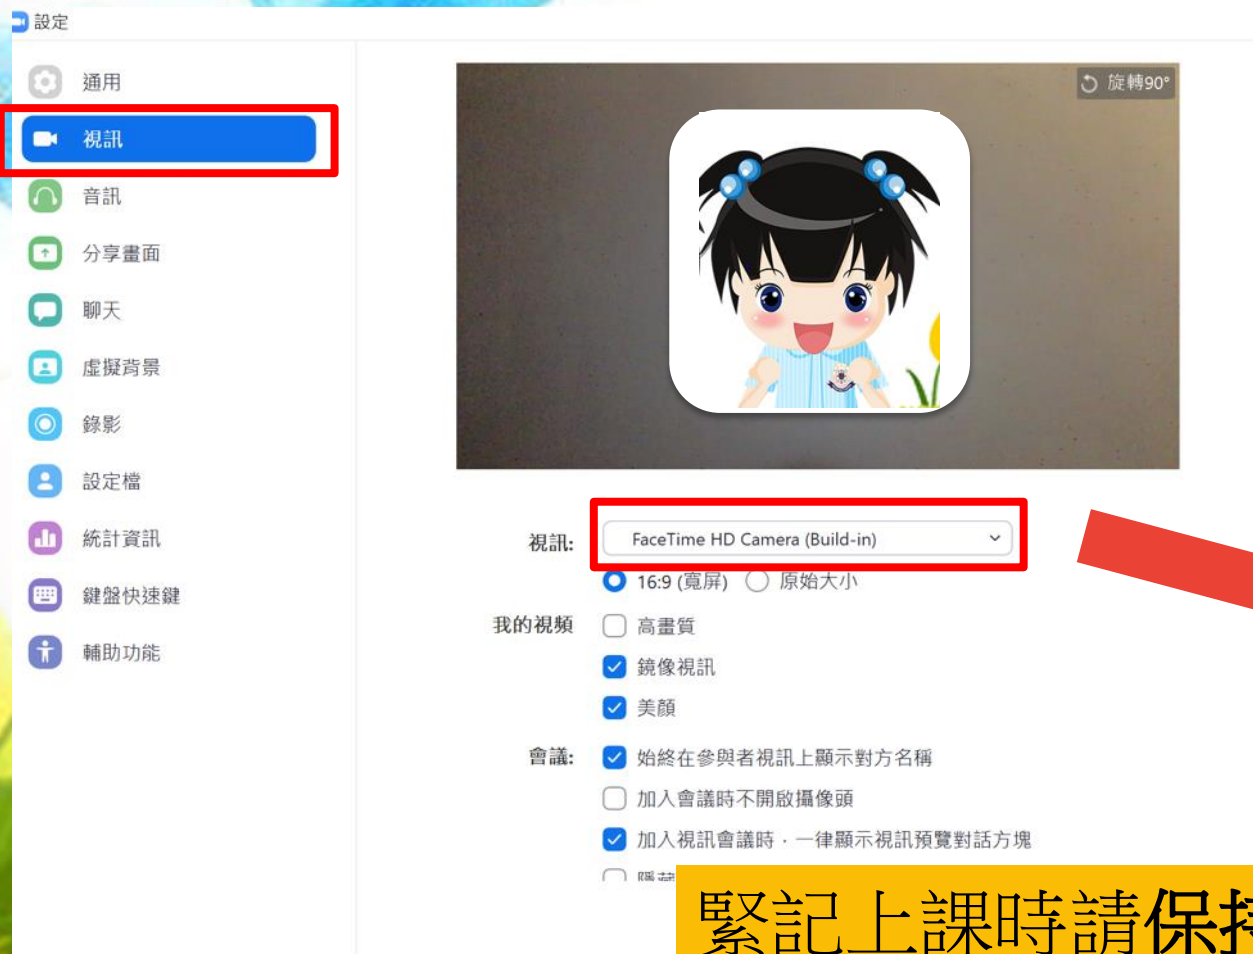 設定
通用
視訊
音訊
分享畫面
聊天
虛擬背景
錄影
設定檔
統計資訊
鍵盤快速鍵
輔助功能
旋轉90°
視訊: FaceTime HD Camera (Build-in)
16:9 (寬屏) 原始大小
我的視頻 高畫質
鏡像視訊
美顏
會議: 始終在參與者視訊上顯示對方名稱
加入會議時不開啟攝像頭
加入視訊會議時，一律顯示視訊預覽對話方塊
緊記上課時請保持